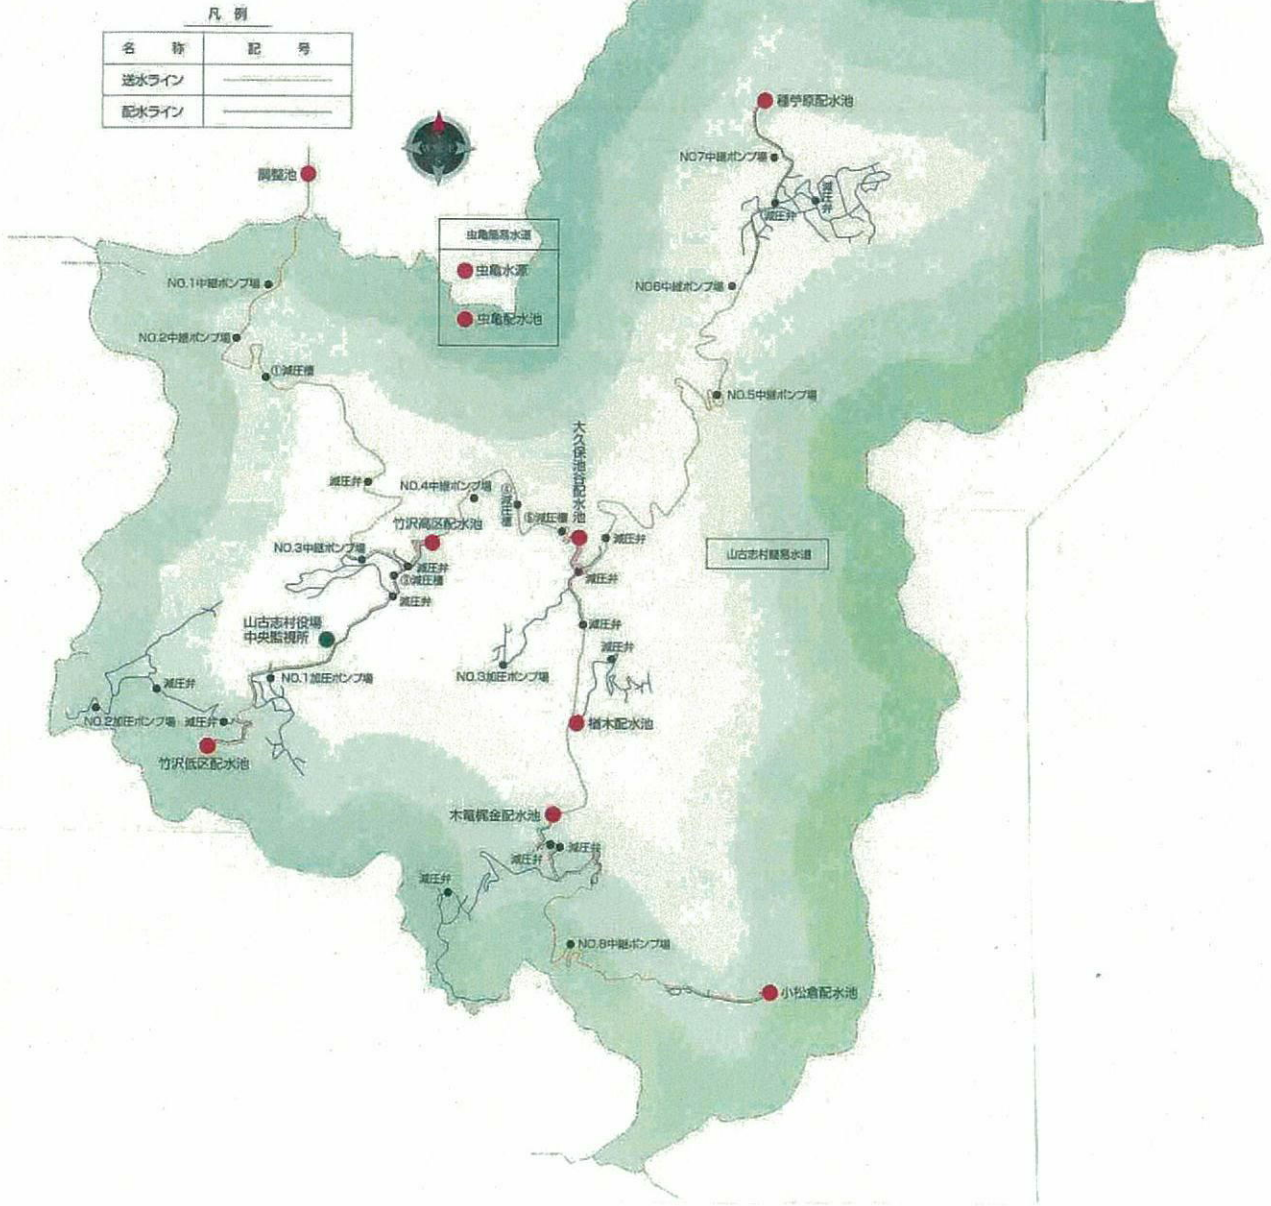 凡 例
名 称 記 号
送水ライン
配水ライン
種苧原配水池
NO7中継ポンプ場
調整池
減圧弁
減圧弁
虫亀簡易水道
虫亀水源
虫亀配水池
NO.1中継ポンプ場
NO6中継ポンプ場
NO.2中継ポンプ場
①減圧槽
NO.5中継ポンプ場
大久保池谷配水池
減圧弁
NO.4中継ポンプ場
減圧槽
減圧槽
竹沢高区配水池
減圧弁
NO.3中継ポンプ場
山古志村簡易水道
減圧弁
減圧槽
減圧弁
減圧弁
山古志村役場
中央監視所
減圧弁
減圧弁
NO.1加圧ポンプ場
NO.3加圧ポンプ場
減圧弁
NO.2加圧ポンプ場
減圧弁
楢木配水池
竹沢低区配水池
木篭梶金配水池
減圧弁
減圧弁
減圧弁
NO.8中継ポンプ場
小松倉配水池